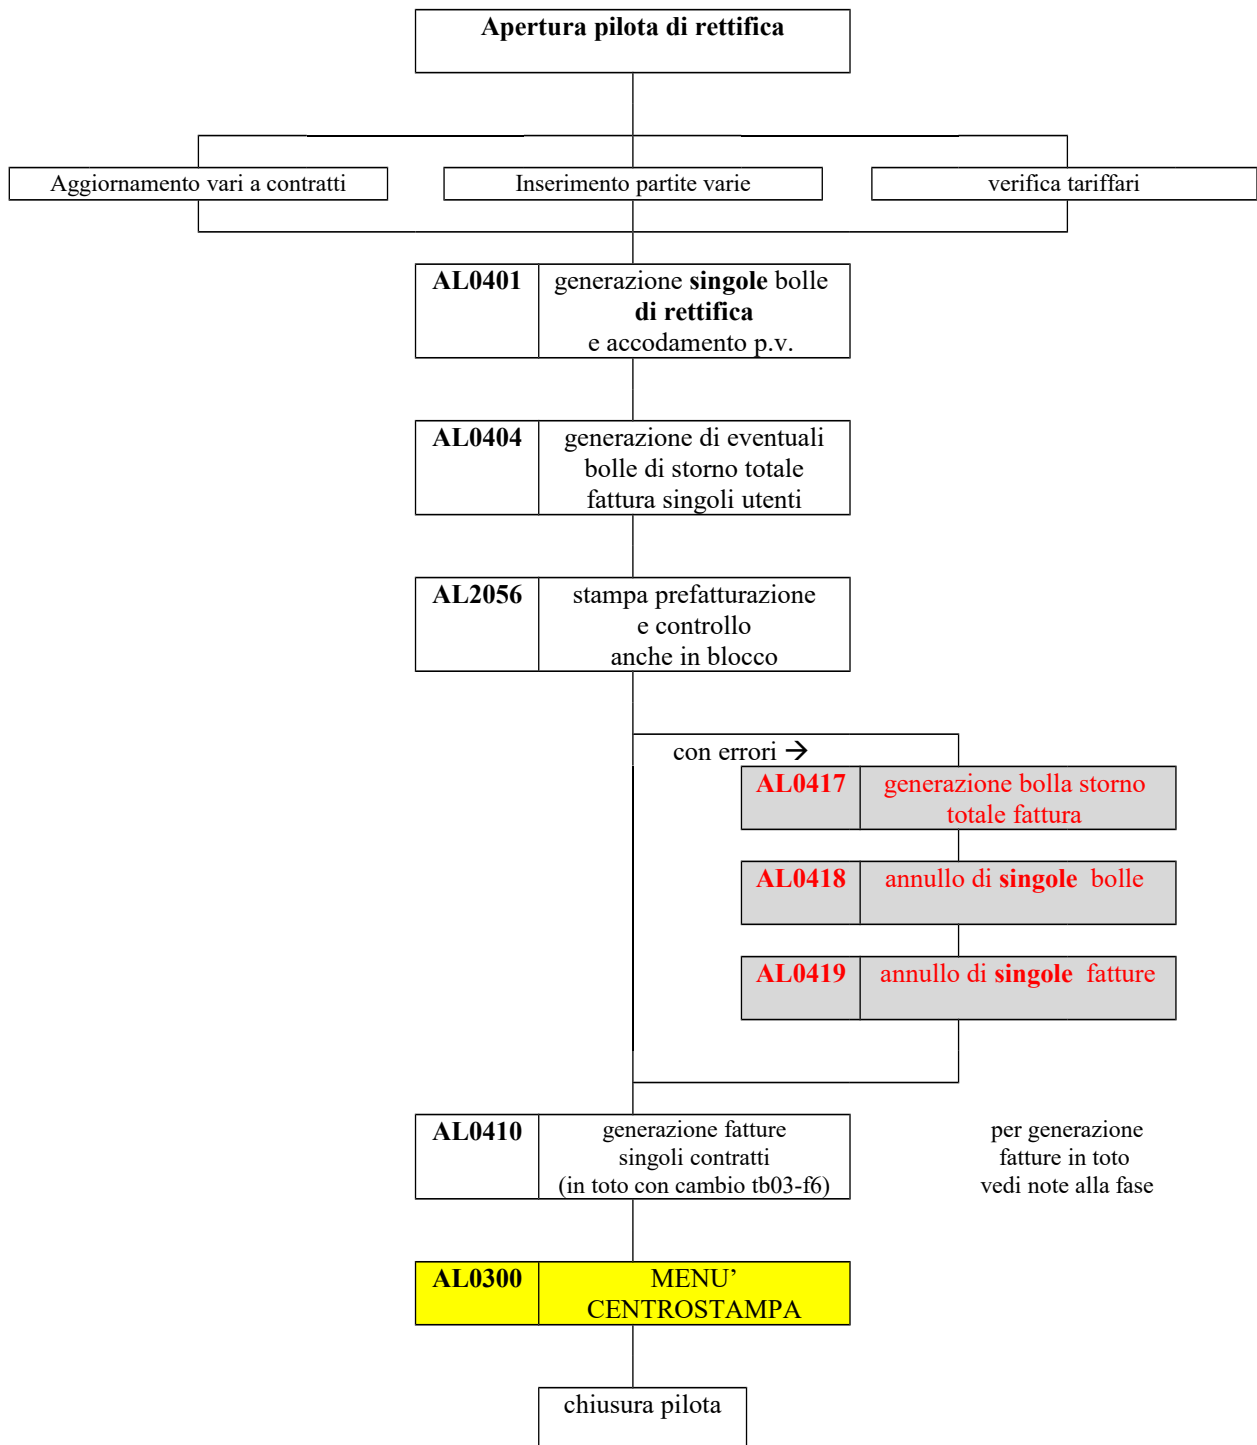 Apertura pilota di rettifica
Aggiornamento vari a contratti
Inserimento partite varie
verifica tariffari
AL0401
generazione singole bolle
di rettifica
e accodamento p.v.
AL0404
generazione di eventuali
bolle di storno totale
fattura singoli utenti
AL2056
stampa prefatturazione
e controllo
anche in blocco
con errori →
AL0417
generazione bolla storno
totale fattura
AL0418
annullo di singole bolle
AL0419
annullo di singole fatture
AL0410
generazione fatture
singoli contratti
(in toto con cambio tb03-f6)
per generazione
fatture in toto
vedi note alla fase
AL0300
MENU’
CENTROSTAMPA
chiusura pilota